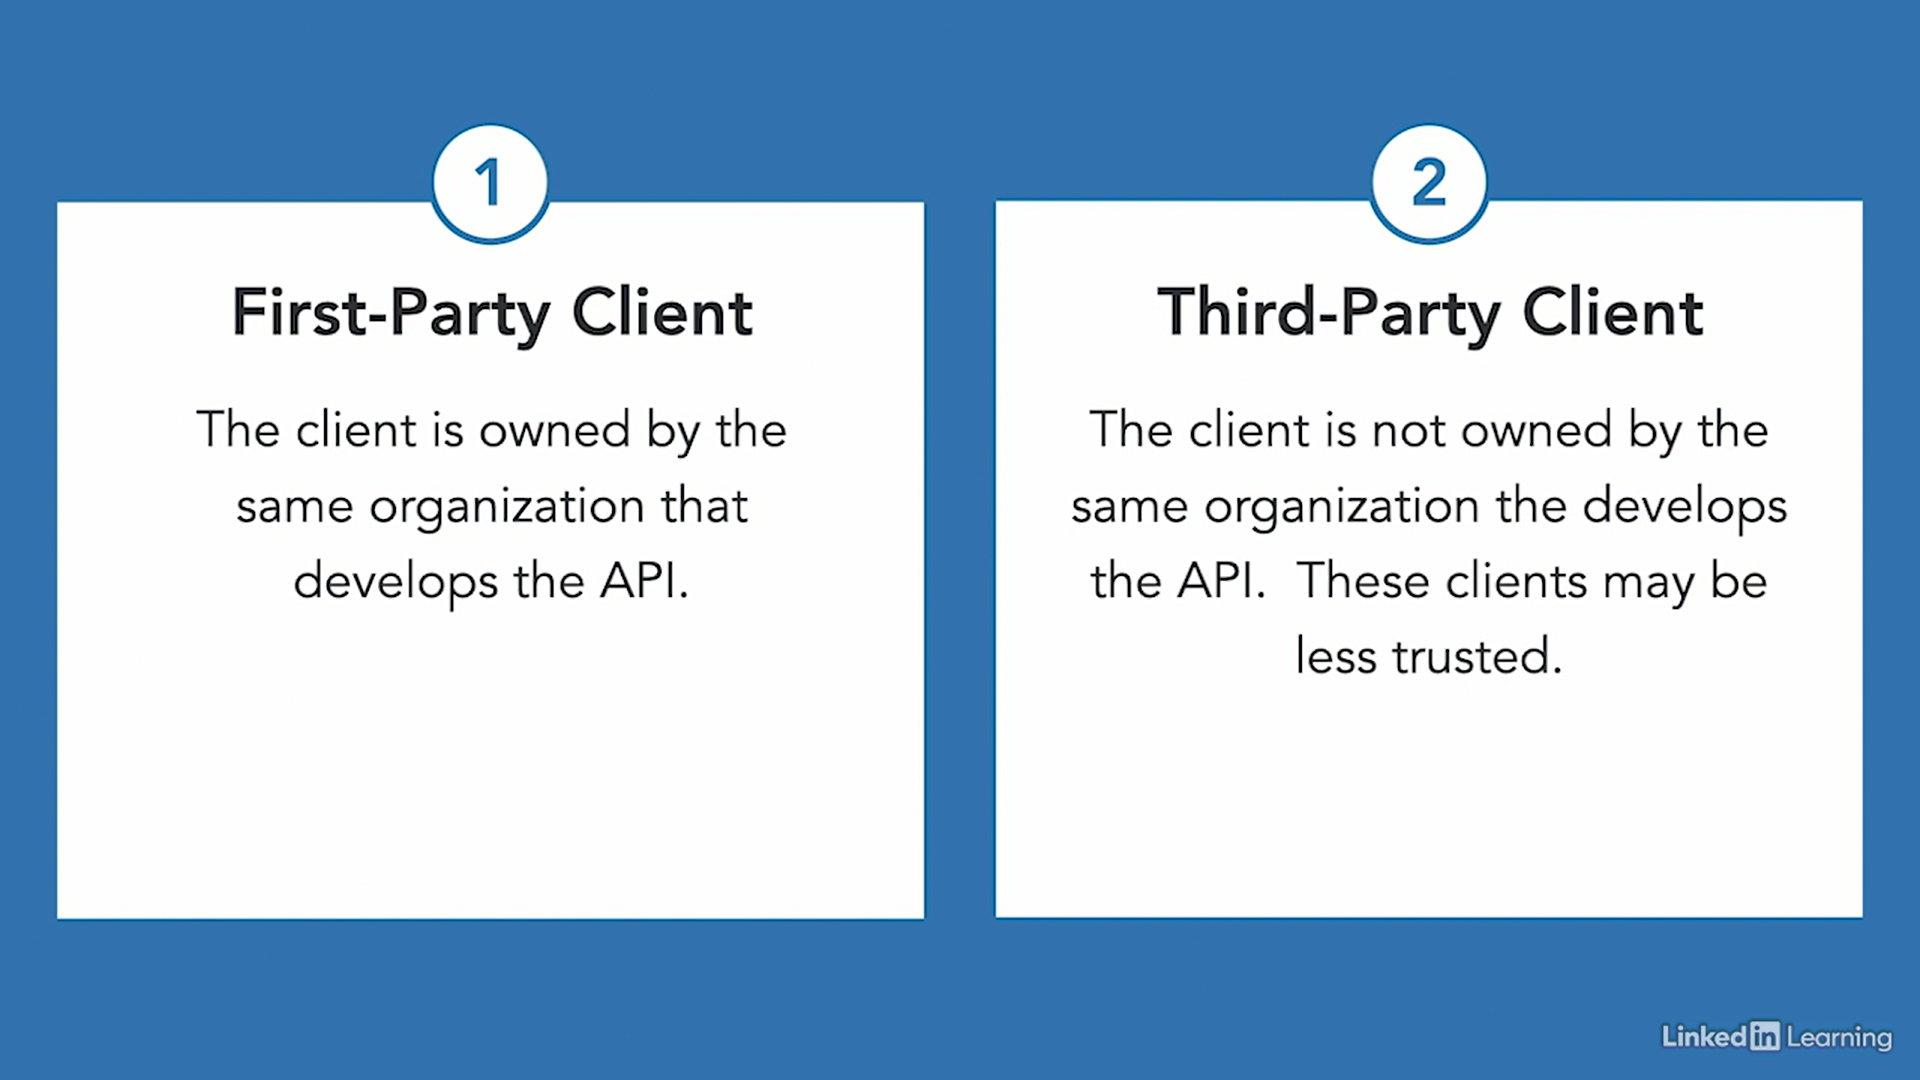 1
First-Party Client
The client is owned by the
same organization that
develops the API.
2
Third-Party Client
The client is not owned by the
same organization the develops
the API.  These clients may be
less trusted.
Linked in Learning